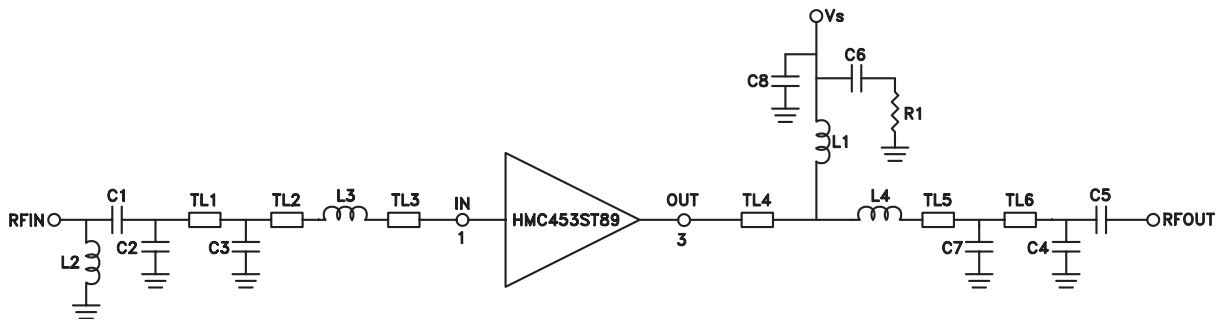 Vs
C6
C8
R1
L1
C1
TL1
TL2
L3
TL3
IN
OUT
TL4
L4
TL5
TL6
C5
RFIN
HMC453ST89
RFOUT
1
3
L2
C2
C3
C7
C4